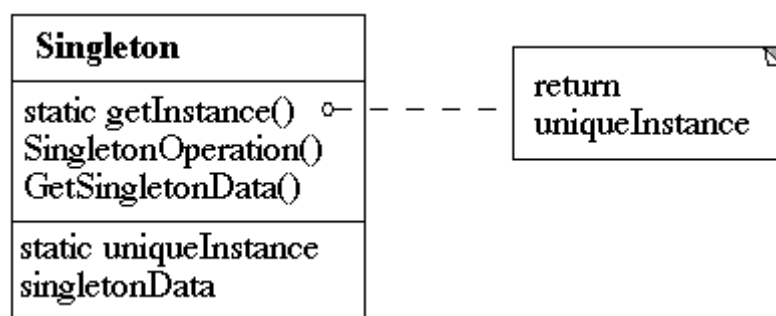 Singleton
static getInstance()
SingletonOperation()
GetSingletonData()
static uniqueInstance
singletonData
return
uniqueInstance